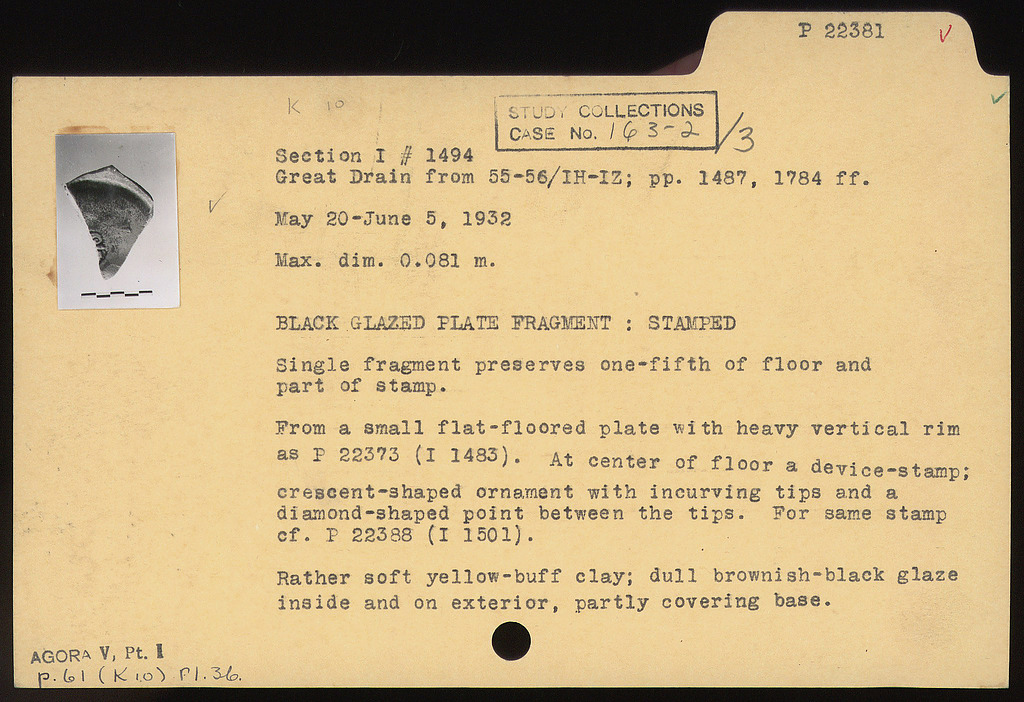 P 22381
K 10
STUDY COLLECTIONS
CASE No. 163-2/3
Section I # 1494
Great Drain from 55-56/IH-IZ; pp. 1487, 1784 ff.
May 20-June 5, 1932
Max. dim. 0.081 m.
BLACK GLAZED PLATE FRAGMENT : STAMPED
Single fragment preserves one-fifth of floor and
part of stamp.
From a small flat-floored plate with heavy vertical rim
as P 22373 (I 1483). At center of floor a device-stamp;
crescent-shaped ornament with incurving tips and a
diamond-shaped point between the tips. For same stamp
cf. P 22388 (I 1501).
Rather soft yellow-buff clay; dull brownish-black glaze
inside and on exterior, partly covering base.
AGORA V, Pt. I
p. 61 (K10) Pl. 36.